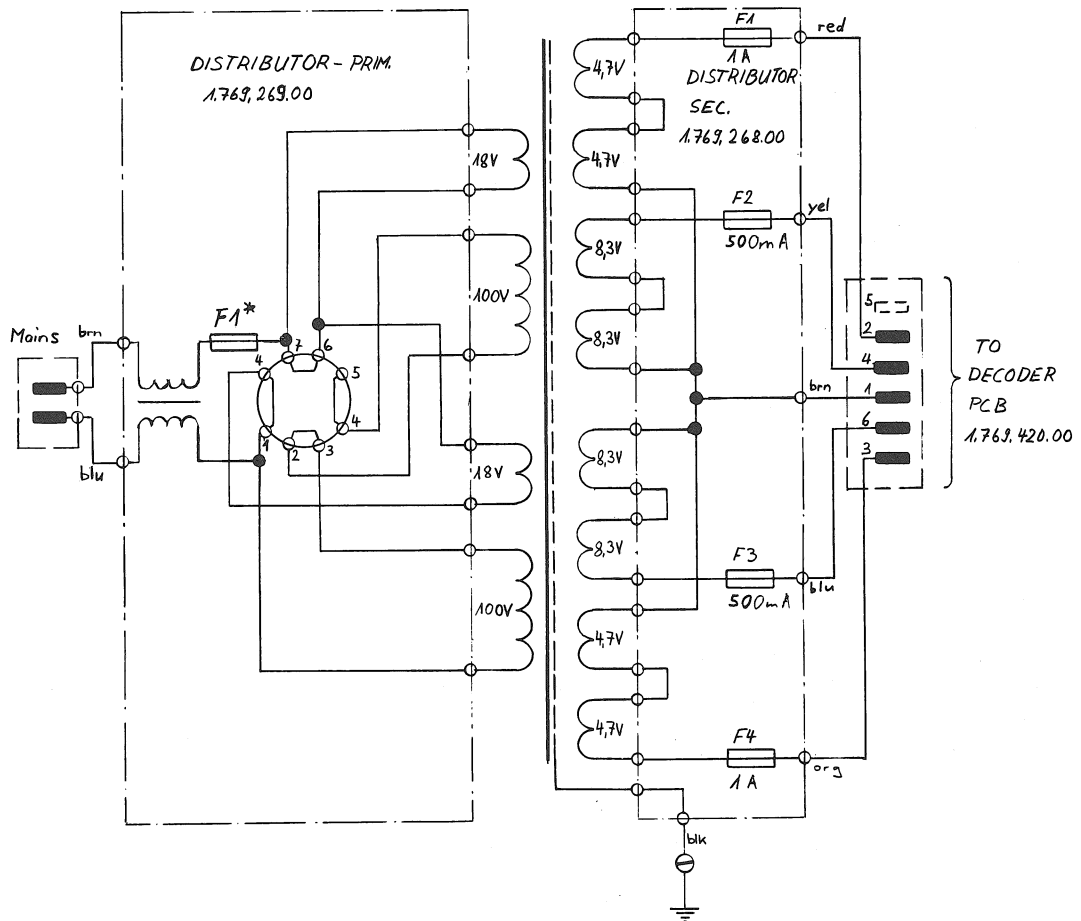 DISTRIBUTOR - PRIM.
1.769,269.00
Mains
brn
blu
F1*
7
6
4
5
4
1
2
3
18V
100V
18V
100V
4,7V
4,7V
8,3V
8,3V
8,3V
8,3V
4,7V
4,7V
F1
1A
DISTRIBUTOR
SEC.
1.769,268.00
F2
500mA
F3
500mA
F4
1A
red
yel
brn
blu
org
blk
5
2
4
1
6
3
TO
DECODER
PCB
1.769,420.00